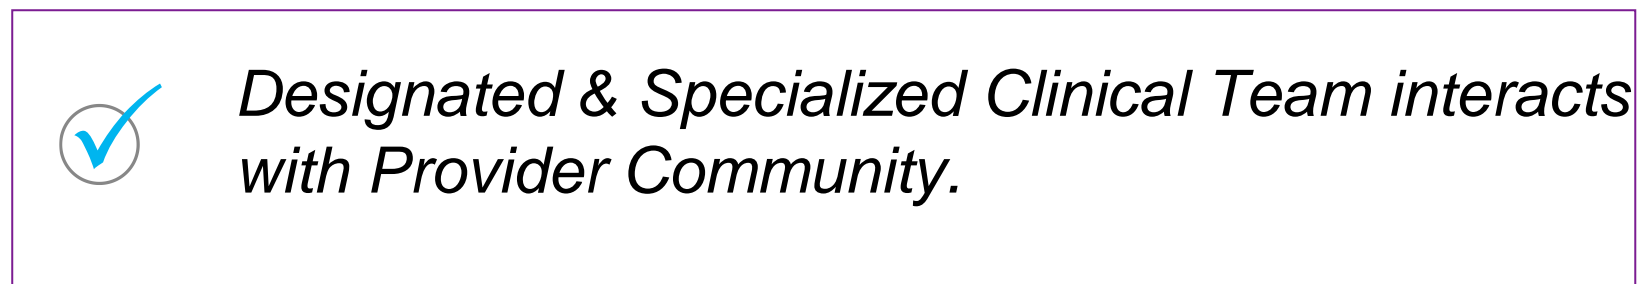 Designated & Specialized Clinical Team interacts
with Provider Community.